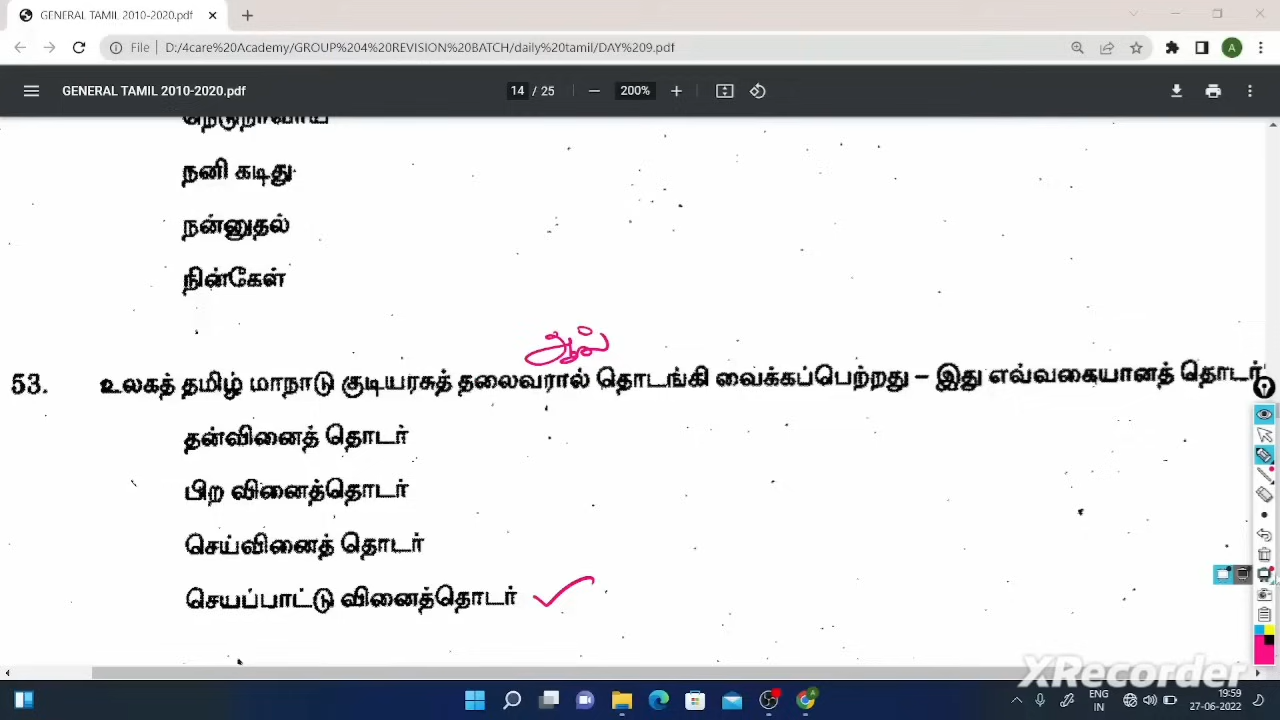 GENERAL TAMIL 2010-2020.pdf
File D:/4care%20Academy/GROUP%204%20REVISION%20BATCH/daily%20tamil/DAY%209.pdf
A
GENERAL TAMIL 2010-2020.pdf 14 / 25 200%
நெடுநாவாய்
நனி கடிது
நன்னுதல்
நின்கேள்
ஆல்
53. உலகத் தமிழ் மாநாடு குடியரசுத் தலைவரால் தொடங்கி வைக்கப்பெற்றது – இது எவ்வகையானத் தொடர்
தன்வினைத் தொடர்
பிற வினைத்தொடர்
செய்வினைத் தொடர்
செயப்பாட்டு வினைத்தொடர்
XRecorder
ENG 19:59
IN 27-06-2022